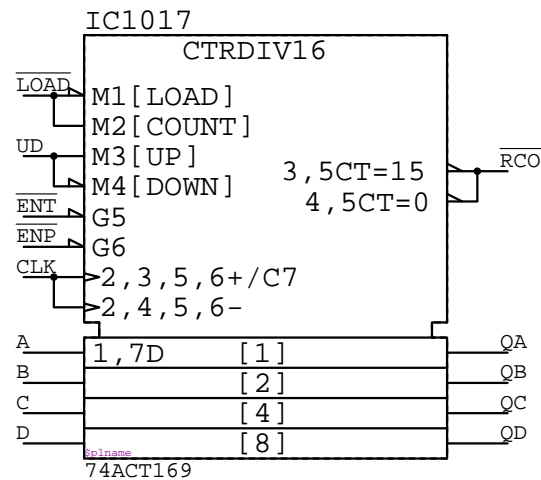 IC1017
CTRDIV16
LOAD
M1[LOAD]
M2[COUNT]
UD
M3[UP]
3,5CT=15
RCO
M4[DOWN]
4,5CT=0
ENT
G5
ENP
G6
CLK
2,3,5,6+/C7
2,4,5,6-
A
1,7D
[1]
QA
B
[2]
QB
C
[4]
QC
D
[8]
QD
$plname
74ACT169